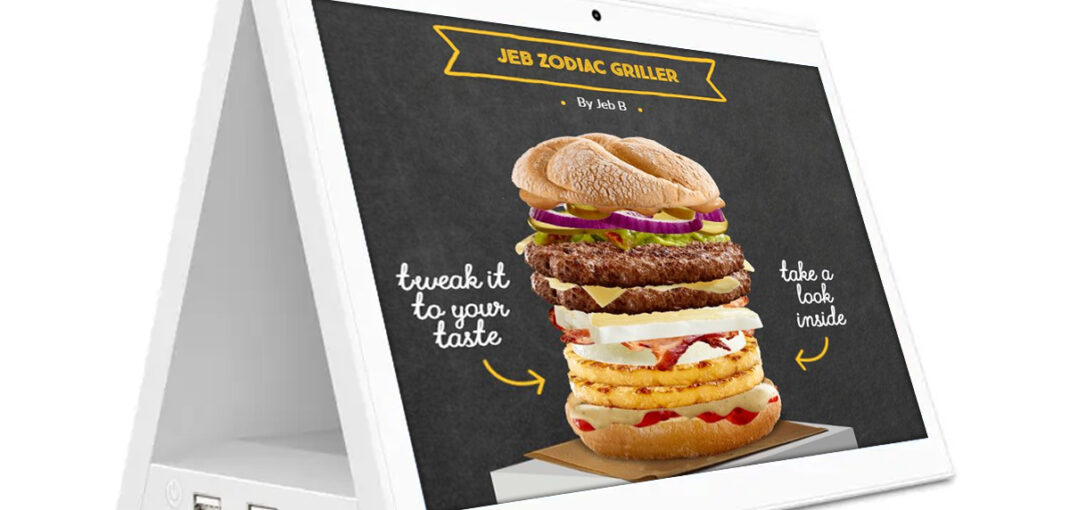 JEB ZODIAC GRILLER
• By Jeb B •
tweak it
to your
taste
take a
look
inside